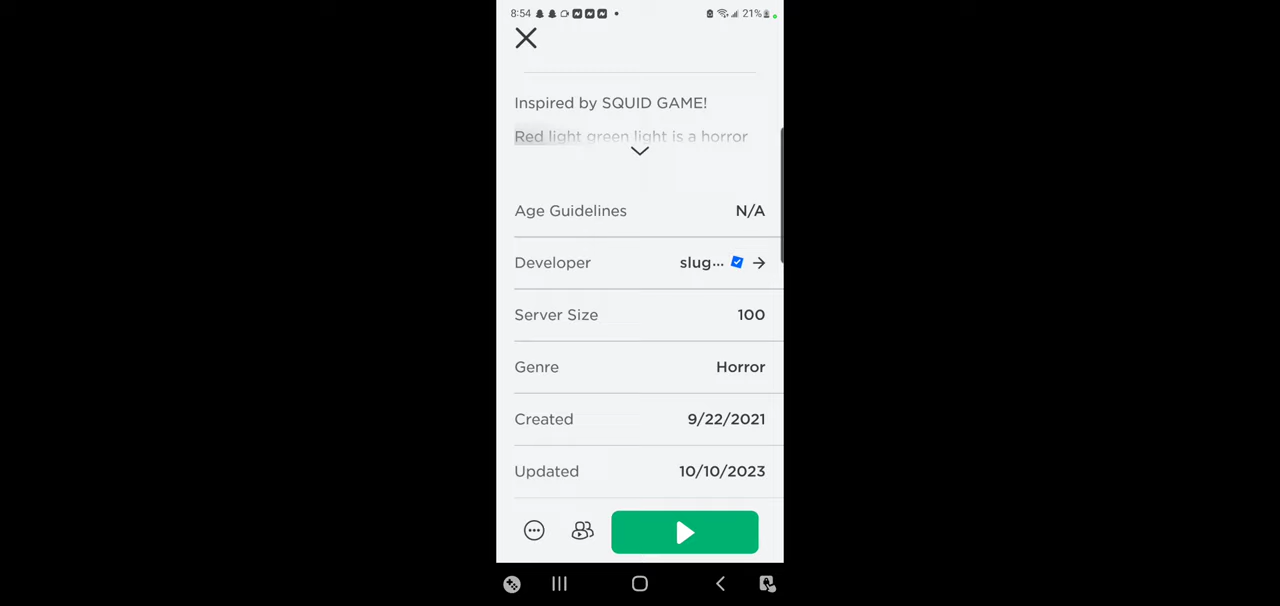 8:54 21%
Inspired by SQUID GAME!
Red light green light is a horror
Age Guidelines N/A
Developer slug...
Server Size 100
Genre Horror
Created 9/22/2021
Updated 10/10/2023